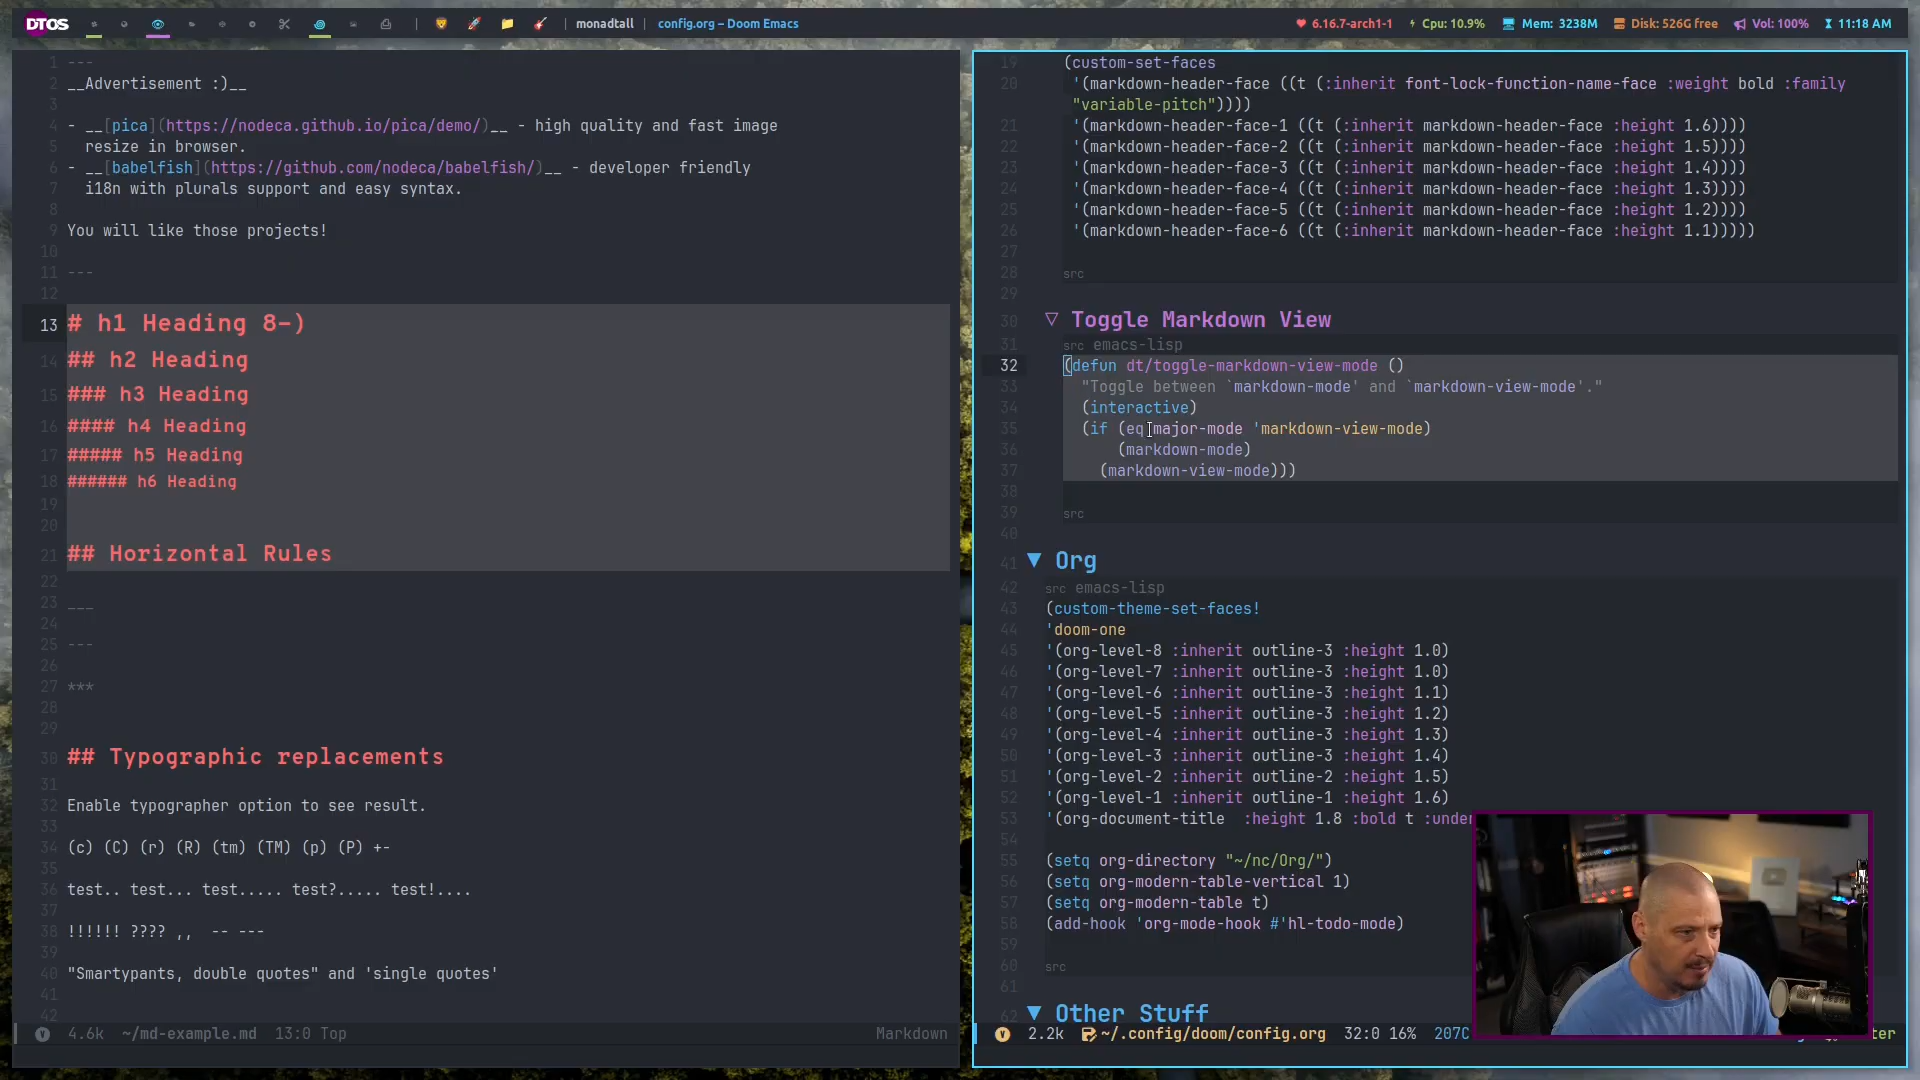 DTOS | monadtall | config.org – Doom Emacs 6.16.7-arch1-1 Cpu: 10.9% Mem: 3238M Disk: 526G free Vol: 100% 11:18 AM
1 ---
2 __Advertisement :)__
3
4 - __[pica](https://nodeca.github.io/pica/demo/)__ - high quality and fast image
5 resize in browser.
6 - __[babelfish](https://github.com/nodeca/babelfish/)__ - developer friendly
7 i18n with plurals support and easy syntax.
8
9 You will like those projects!
10
11 ---
12
13 # h1 Heading 8-)
14 ## h2 Heading
15 ### h3 Heading
16 #### h4 Heading
17 ##### h5 Heading
18 ###### h6 Heading
19
20
21 ## Horizontal Rules
22
23 ___
24
25 ---
26
27 ***
28
29
30 ## Typographic replacements
31
32 Enable typographer option to see result.
33
34 (c) (C) (r) (R) (tm) (TM) (p) (P) +-
35
36 test.. test... test..... test?..... test!....
37
38 !!!!!! ???? ,, -- ---
39
40 "Smartypants, double quotes" and 'single quotes'
41
42
4.6k ~/md-example.md 13:0 Top Markdown
19 (custom-set-faces
20 '(markdown-header-face ((t (:inherit font-lock-function-name-face :weight bold :family
"variable-pitch"))))
21 '(markdown-header-face-1 ((t (:inherit markdown-header-face :height 1.6))))
22 '(markdown-header-face-2 ((t (:inherit markdown-header-face :height 1.5))))
23 '(markdown-header-face-3 ((t (:inherit markdown-header-face :height 1.4))))
24 '(markdown-header-face-4 ((t (:inherit markdown-header-face :height 1.3))))
25 '(markdown-header-face-5 ((t (:inherit markdown-header-face :height 1.2))))
26 '(markdown-header-face-6 ((t (:inherit markdown-header-face :height 1.1)))))
27
28 src
29
30 ▽ Toggle Markdown View
31 src emacs-lisp
32 (defun dt/toggle-markdown-view-mode ()
33 "Toggle between `markdown-mode' and `markdown-view-mode'."
34 (interactive)
35 (if (eq major-mode 'markdown-view-mode)
36 (markdown-mode)
37 (markdown-view-mode)))
38
39 src
40
41 ▼ Org
42 src emacs-lisp
43 (custom-theme-set-faces!
44 'doom-one
45 '(org-level-8 :inherit outline-3 :height 1.0)
46 '(org-level-7 :inherit outline-3 :height 1.0)
47 '(org-level-6 :inherit outline-3 :height 1.1)
48 '(org-level-5 :inherit outline-3 :height 1.2)
49 '(org-level-4 :inherit outline-3 :height 1.3)
50 '(org-level-3 :inherit outline-3 :height 1.4)
51 '(org-level-2 :inherit outline-2 :height 1.5)
52 '(org-level-1 :inherit outline-1 :height 1.6)
53 '(org-document-title :height 1.8 :bold t :under
54
55 (setq org-directory "~/nc/Org/")
56 (setq org-modern-table-vertical 1)
57 (setq org-modern-table t)
58 (add-hook 'org-mode-hook #'hl-todo-mode)
59
60 src
61
62 ▼ Other Stuff
2.2k ~/.config/doom/config.org 32:0 16% 207C ter